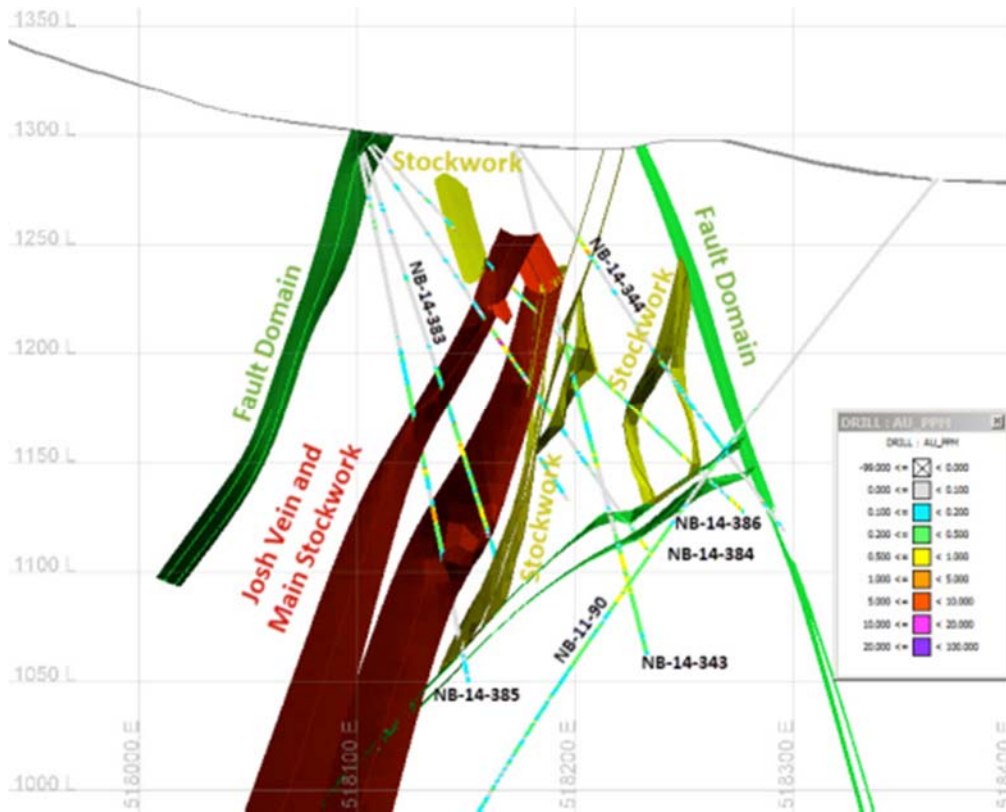 1350 L
1300 L
Stockwork
1250 L
NB-14-383
NB-14-344
Fault Domain
Fault Domain
Stockwork
1200 L
1150 L
Josh Vein and
Main Stockwork
Stockwork
NB-14-386
NB-14-384
1100 L
NB-11-90
NB-14-343
1050 L
NB-14-385
1000 L
518000 E
518100 E
518200 E
518300 E
DRILL : AU_PPM
DRILL : AU_PPM
-99.000 <= < 0.000
0.000 <= < 0.100
0.100 <= < 0.200
0.200 <= < 0.500
0.500 <= < 1.000
1.000 <= < 5.000
5.000 <= < 10.000
10.000 <= < 20.000
20.000 <= < 100.000